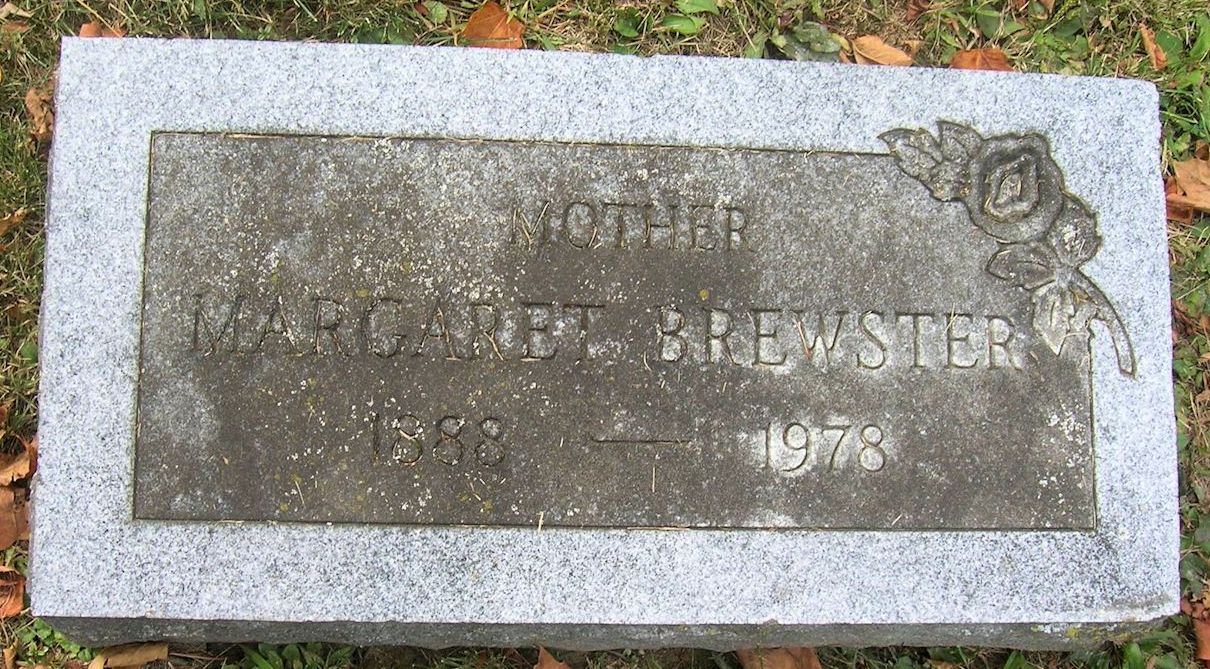 MOTHER
MARGARET BREWSTER
1888 — 1978